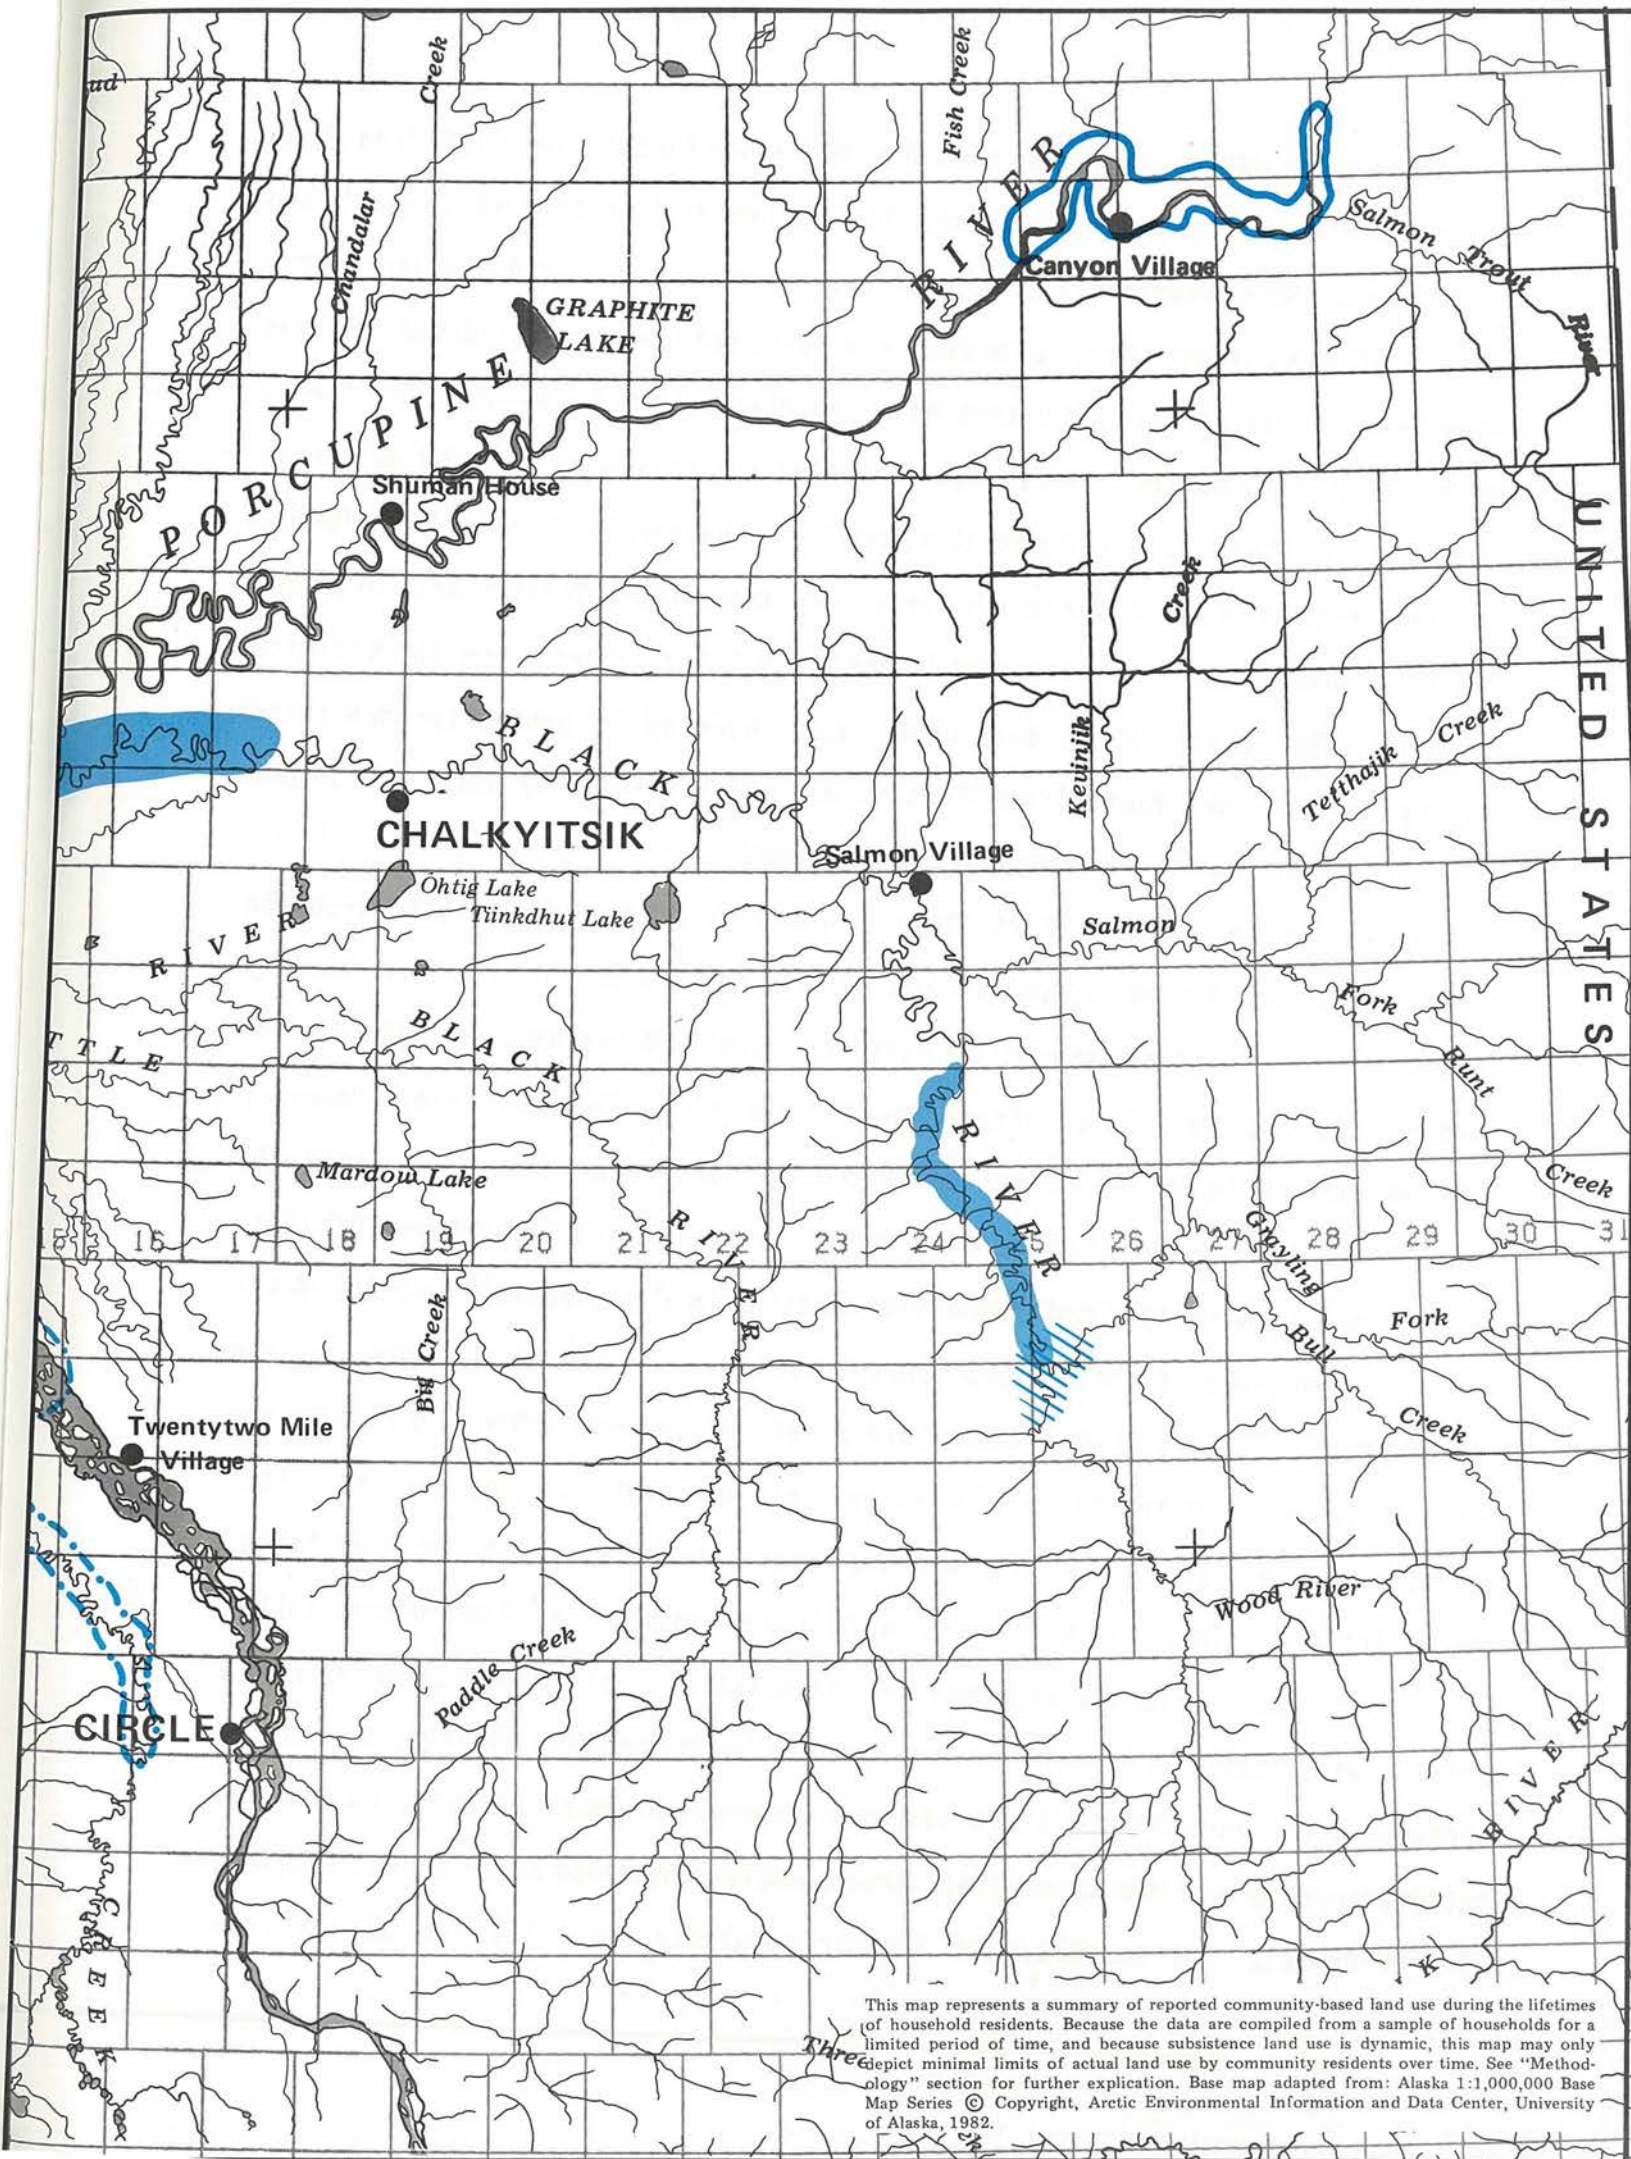 ud
Creek
Fish Creek
Chandalar
PORCUPINE RIVER
Salmon Trout River
Canyon Village
GRAPHITE
LAKE
Shuman House
Creek
UNITED STATES
BLACK
Kevinjik
Tetthajik Creek
CHALKYITSIK
Salmon Village
Ohtig Lake
Tiinkdhut Lake
RIVER
Salmon
Fork
TTLE
BLACK
Runt
RIVER
Creek
Mardow Lake
RIVER
15 16 17 18 19 20 21 22 23 24 25 26 27 28 29 30 31
Grayling
Fork
Big Creek
Bull
Creek
Twentytwo Mile
Village
Wood River
Paddle Creek
CIRCLE
RIVER
CREEK
K
This map represents a summary of reported community-based land use during the lifetimes
of household residents. Because the data are compiled from a sample of households for a
limited period of time, and because subsistence land use is dynamic, this map may only
Three
depict minimal limits of actual land use by community residents over time. See “Method-
ology” section for further explication. Base map adapted from: Alaska 1:1,000,000 Base
Map Series © Copyright, Arctic Environmental Information and Data Center, University
of Alaska, 1982.